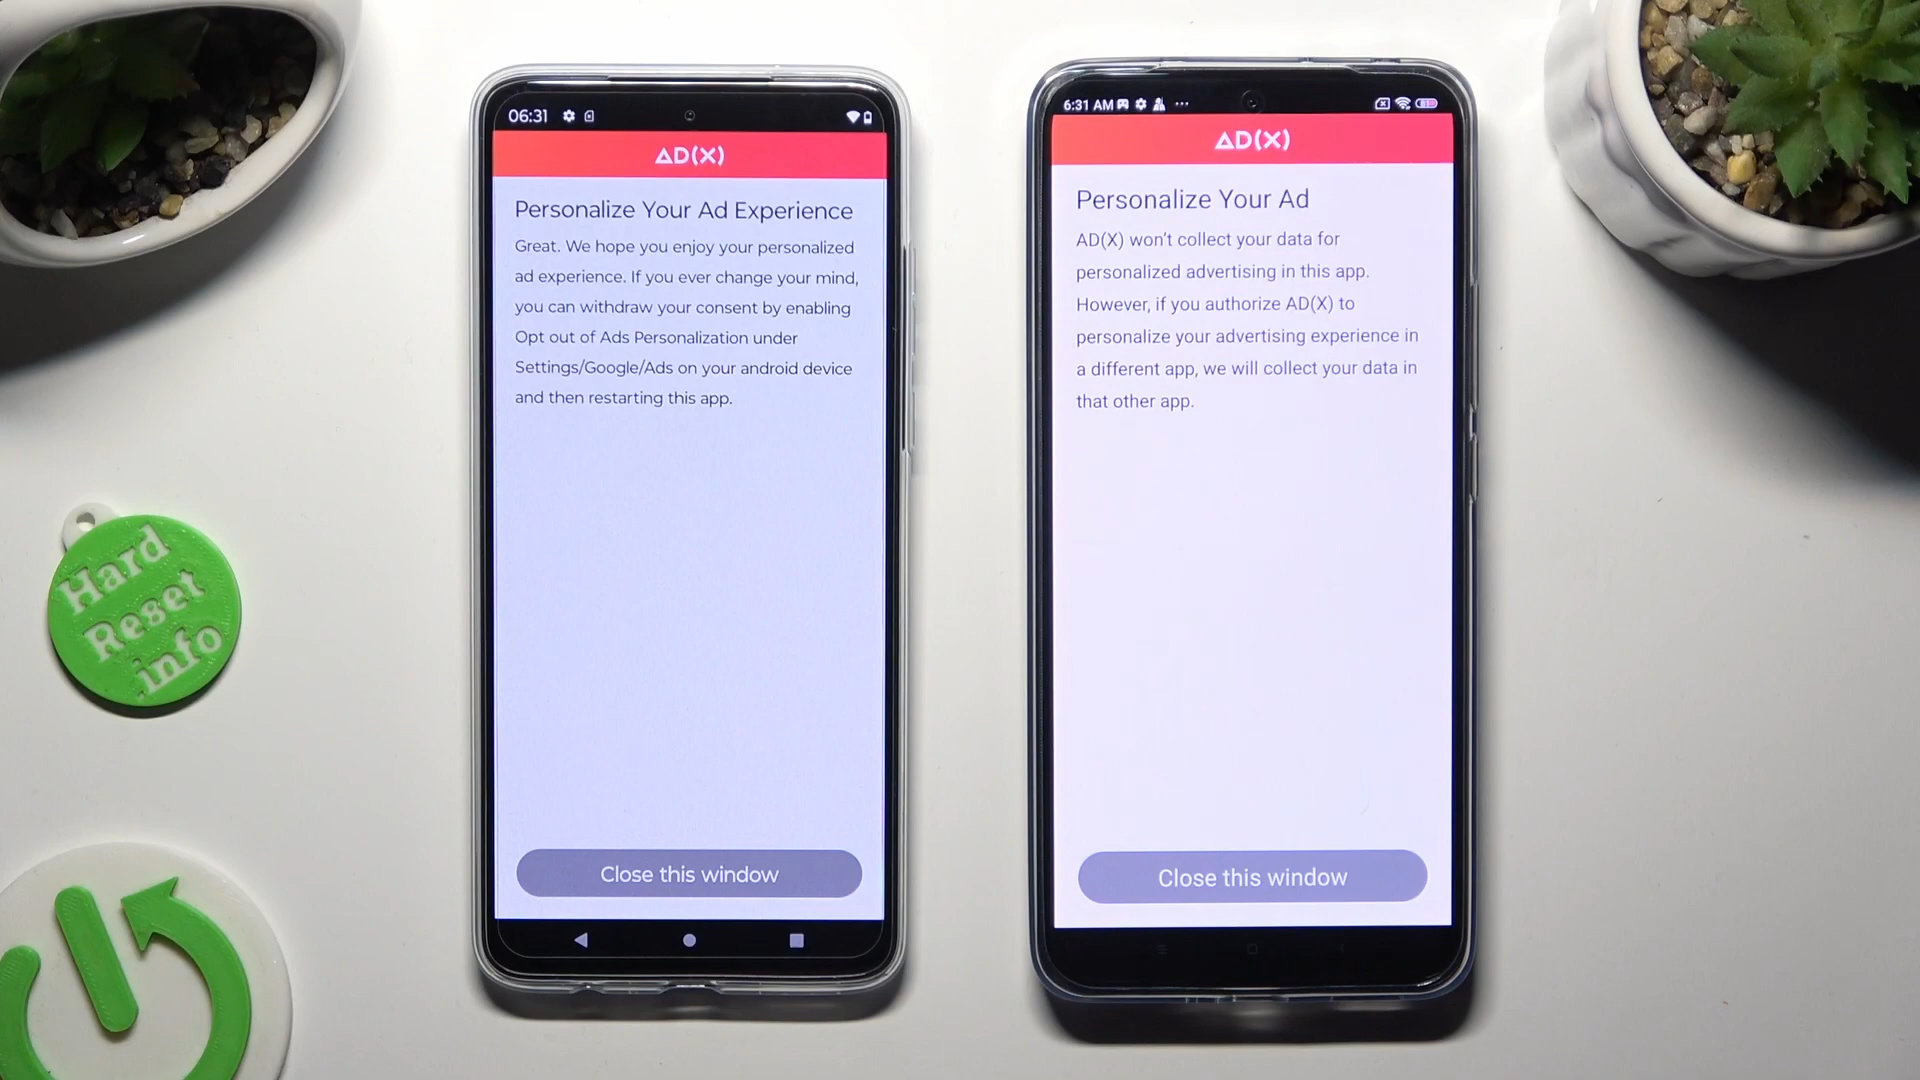 06:31
AD(X)
Personalize Your Ad Experience
Great. We hope you enjoy your personalized
ad experience. If you ever change your mind,
you can withdraw your consent by enabling
Opt out of Ads Personalization under
Settings/Google/Ads on your android device
and then restarting this app.
Close this window
6:31 AM
AD(X)
Personalize Your Ad
AD(X) won't collect your data for
personalized advertising in this app.
However, if you authorize AD(X) to
personalize your advertising experience in
a different app, we will collect your data in
that other app.
Close this window
Hard
Reset
.info